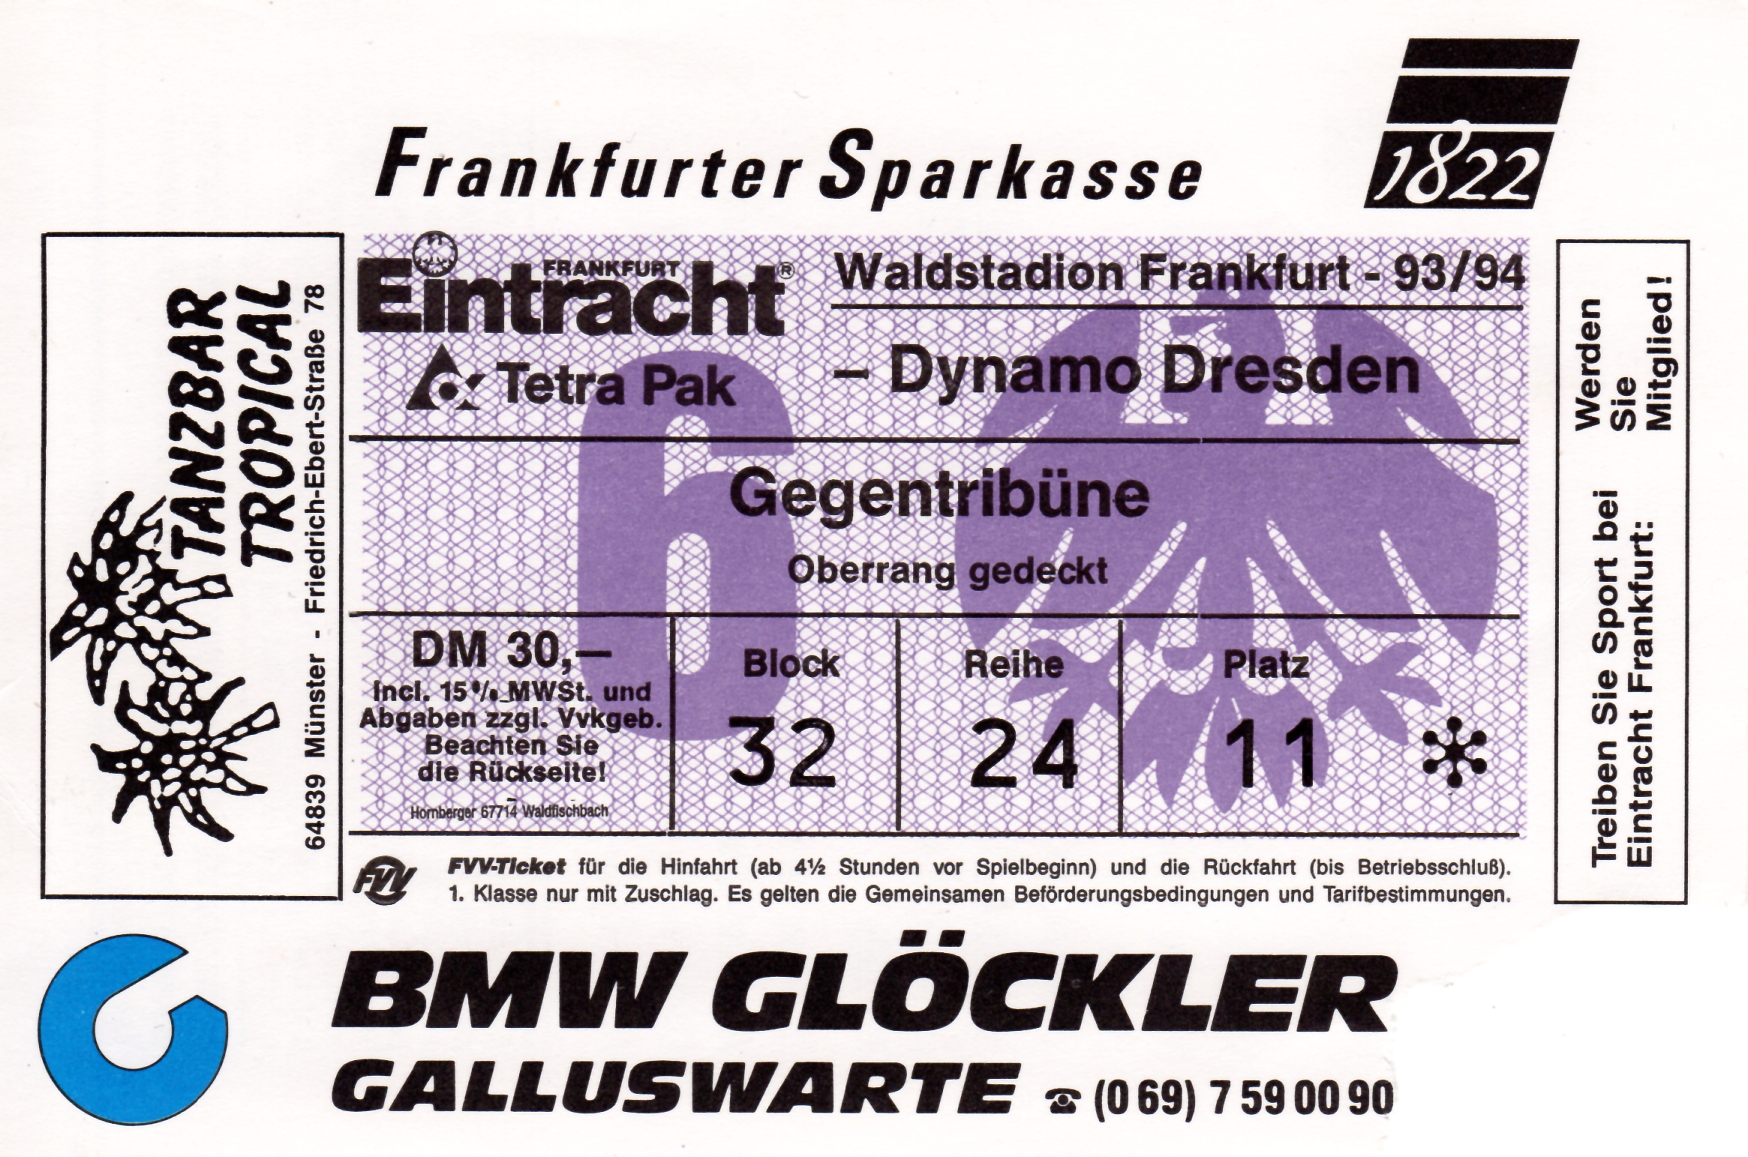 Frankfurter Sparkasse
1822
TANZBAR
TROPICAL
64839 Münster - Friedrich-Ebert-Straße 78
FRANKFURT
Eintracht®
Tetra Pak
Waldstadion Frankfurt - 93/94
– Dynamo Dresden
6
Gegentribüne
Oberrang gedeckt
DM 30,—
Incl. 15% MWSt. und
Abgaben zzgl. Vvkgeb.
Beachten Sie
die Rückseite!
Hornberger 67714 Waldfischbach
Block
32
Reihe
24
Platz
11
Werden
Sie
Mitglied!
Treiben Sie Sport bei
Eintracht Frankfurt:
FVV
FVV-Ticket für die Hinfahrt (ab 4½ Stunden vor Spielbeginn) und die Rückfahrt (bis Betriebsschluß).
1. Klasse nur mit Zuschlag. Es gelten die Gemeinsamen Beförderungsbedingungen und Tarifbestimmungen.
BMW GLÖCKLER
GALLUSWARTE ☎ (0 69) 7 59 00 90